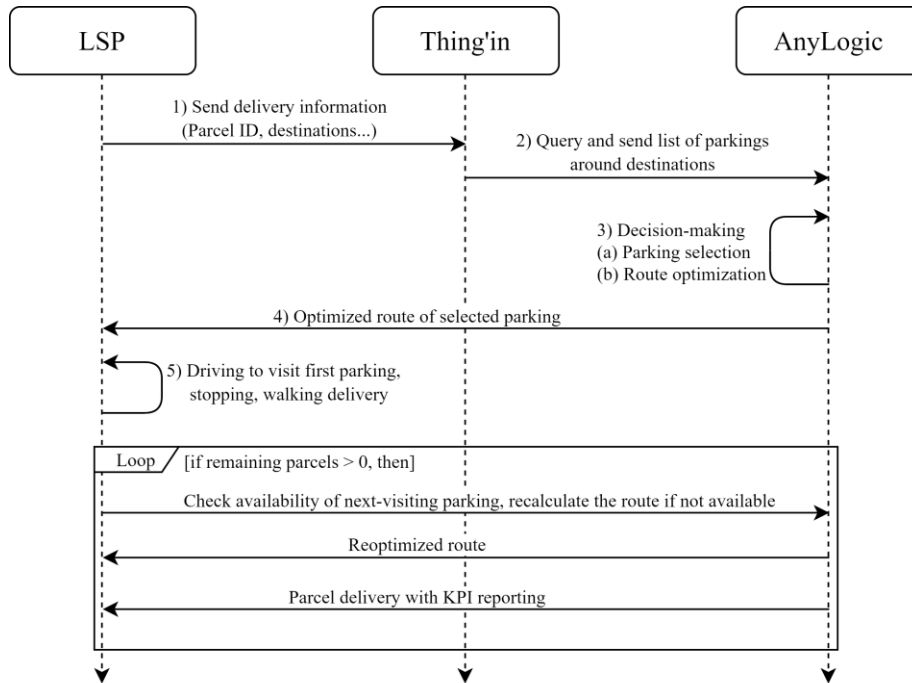 LSP
Thing'in
AnyLogic
1) Send delivery information
(Parcel ID, destinations...)
2) Query and send list of parkings
around destinations
3) Decision-making
(a) Parking selection
(b) Route optimization
4) Optimized route of selected parking
5) Driving to visit first parking,
stopping, walking delivery
Loop
[if remaining parcels > 0, then]
Check availability of next-visiting parking, recalculate the route if not available
Reoptimized route
Parcel delivery with KPI reporting